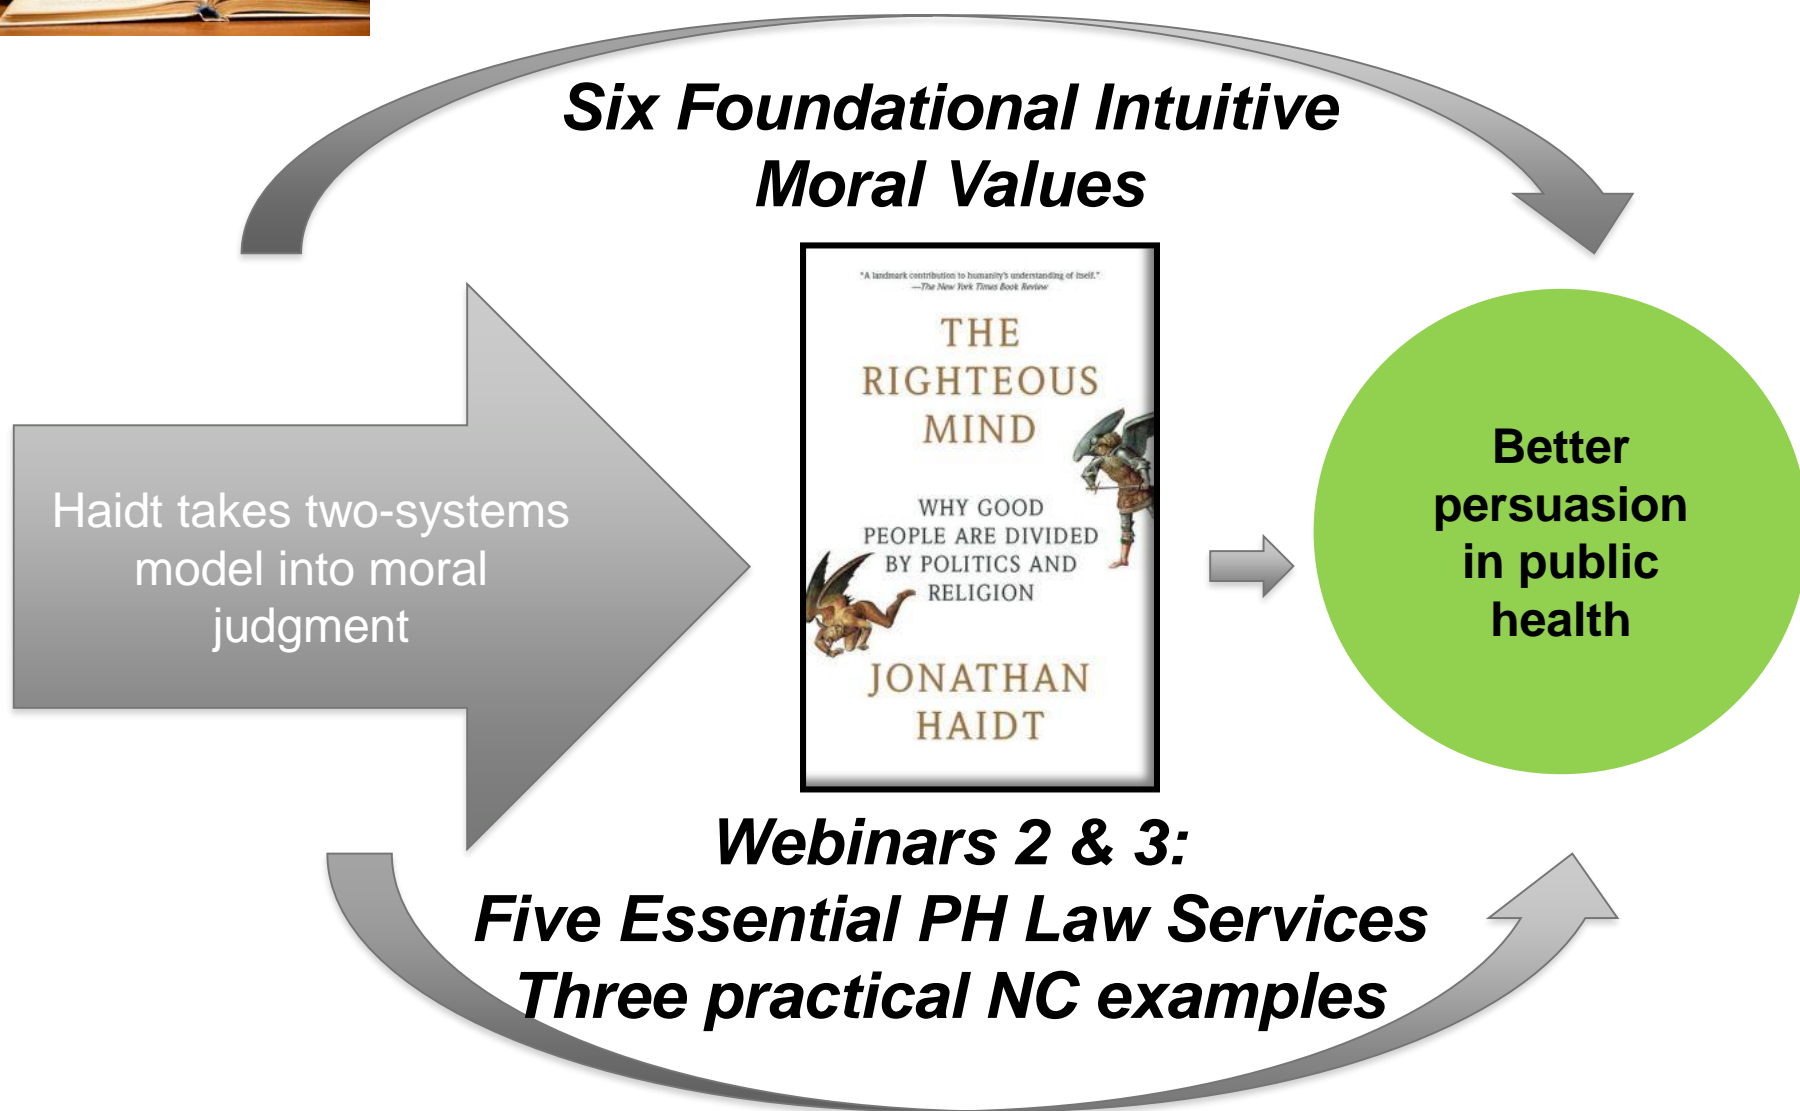 Six Foundational Intuitive
Moral Values
"A landmark contribution to humanity's understanding of itself."
—The New York Times Book Review
THE
RIGHTEOUS
MIND
WHY GOOD
PEOPLE ARE DIVIDED
BY POLITICS AND
RELIGION
JONATHAN
HAIDT
Haidt takes two-systems
model into moral
judgment
Better
persuasion
in public
health
Webinars 2 & 3:
Five Essential PH Law Services
Three practical NC examples